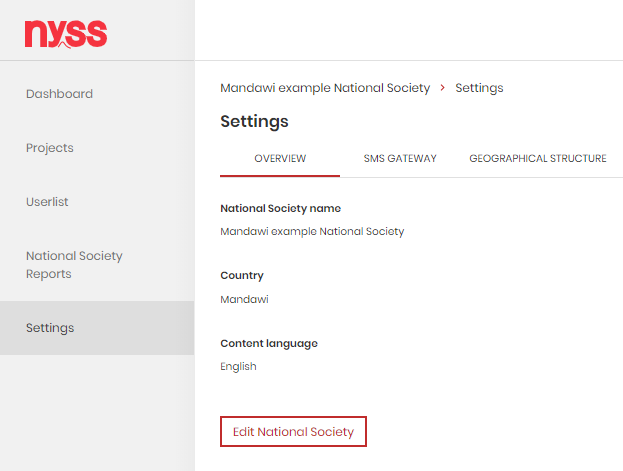 nyss
Dashboard
Projects
Userlist
National Society
Reports
Settings
Mandawi example National Society > Settings
Settings
OVERVIEW SMS GATEWAY GEOGRAPHICAL STRUCTURE
National Society name
Mandawi example National Society
Country
Mandawi
Content language
English
Edit National Society